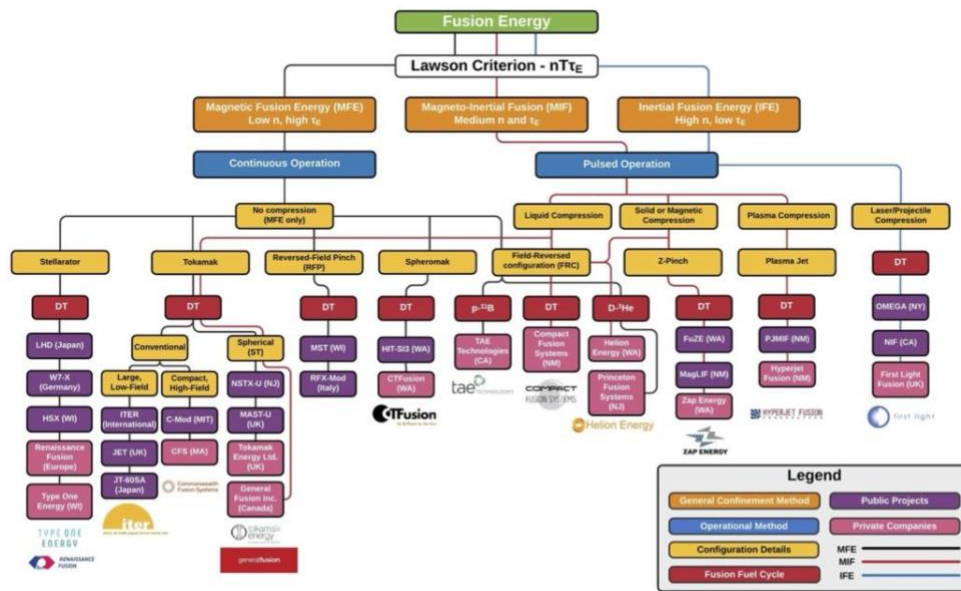 Fusion Energy
Lawson Criterion - nTτE
Magnetic Fusion Energy (MFE)
Low n, high τE
Magneto-Inertial Fusion (MIF)
Medium n and τE
Inertial Fusion Energy (IFE)
High n, low τE
Continuous Operation
Pulsed Operation
No compression
(MFE only)
Liquid Compression
Solid or Magnetic
Compression
Plasma Compression
Laser/Projectile
Compression
Stellarator
Tokamak
Reversed-Field Pinch
(RFP)
Spheromak
Field-Reversed
configuration (FRC)
Z-Pinch
Plasma Jet
DT
DT
DT
DT
DT
p-¹¹B
DT
D-³He
DT
DT
LHD (Japan)
W7-X
(Germany)
HSX (WI)
Renaissance
Fusion
(Europe)
Type One
Energy (WI)
TYPE ONE
ENERGY
RENAISSANCE
FUSION
Conventional
Large,
Low-Field
ITER
(International)
JET (UK)
JT-60SA
(Japan)
iter
Compact,
High-Field
C-Mod (MIT)
CFS (MA)
Commonwealth
Fusion Systems
Spherical
(ST)
NSTX-U (NJ)
MAST-U
(UK)
Tokamak
Energy Ltd.
(UK)
General
Fusion Inc.
(Canada)
tokamak
energy
generalfusion
MST (WI)
RFX-Mod
(Italy)
HIT-SI3 (WA)
CTFusion
(WA)
CTFusion
TAE
Technologies
(CA)
tae TECHNOLOGIES
Compact
Fusion
Systems
(NM)
COMPACT
FUSION SYSTEMS
Helion
Energy (WA)
Princeton
Fusion
Systems
(NJ)
Helion Energy
FuZE (WA)
MagLIF (NM)
Zap Energy
(WA)
ZAP ENERGY
PJMIF (NM)
Hyperjet
Fusion (NM)
HYPERJET FUSION
OMEGA (NY)
NIF (CA)
First Light
Fusion (UK)
first light
Legend
General Confinement Method
Public Projects
Operational Method
Private Companies
Configuration Details
MFE
MIF
Fusion Fuel Cycle
IFE